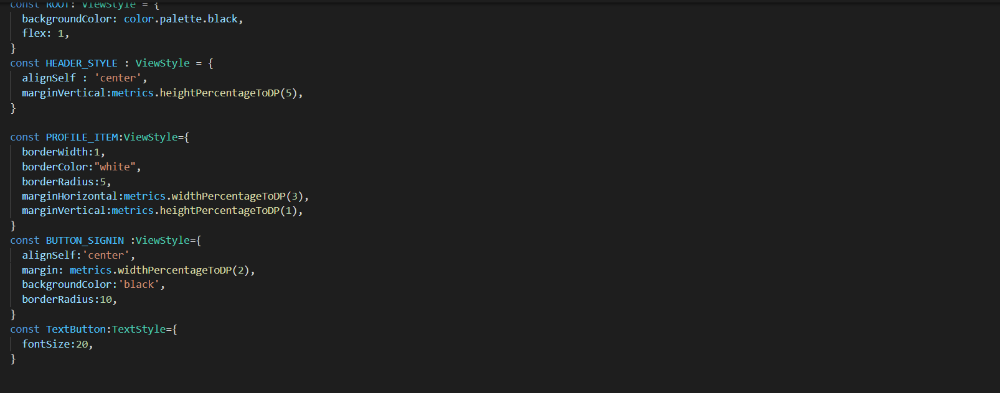 const ROOT: ViewStyle = {
  backgroundColor: color.palette.black,
  flex: 1,
}
const HEADER_STYLE : ViewStyle = {
  alignSelf : 'center',
  marginVertical:metrics.heightPercentageToDP(5),
}

const PROFILE_ITEM:ViewStyle={
  borderWidth:1,
  borderColor:"white",
  borderRadius:5,
  marginHorizontal:metrics.widthPercentageToDP(3),
  marginVertical:metrics.heightPercentageToDP(1),
}
const BUTTON_SIGNIN :ViewStyle={
  alignSelf:'center',
  margin: metrics.widthPercentageToDP(2),
  backgroundColor:'black',
  borderRadius:10,
}
const TextButton:TextStyle={
  fontSize:20,
}